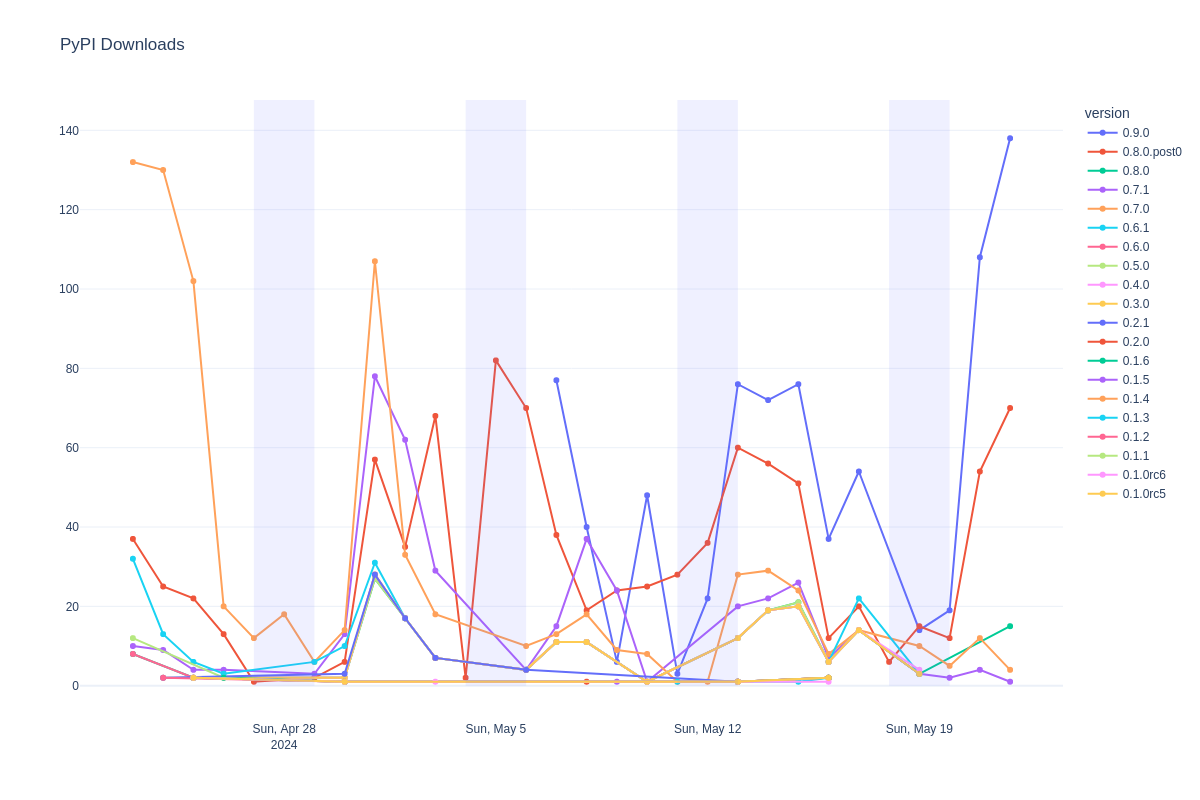 PyPI Downloads
140
120
100
80
60
40
20
0
Sun, Apr 28
2024
Sun, May 5
Sun, May 12
Sun, May 19
version
0.9.0
0.8.0.post0
0.8.0
0.7.1
0.7.0
0.6.1
0.6.0
0.5.0
0.4.0
0.3.0
0.2.1
0.2.0
0.1.6
0.1.5
0.1.4
0.1.3
0.1.2
0.1.1
0.1.0rc6
0.1.0rc5